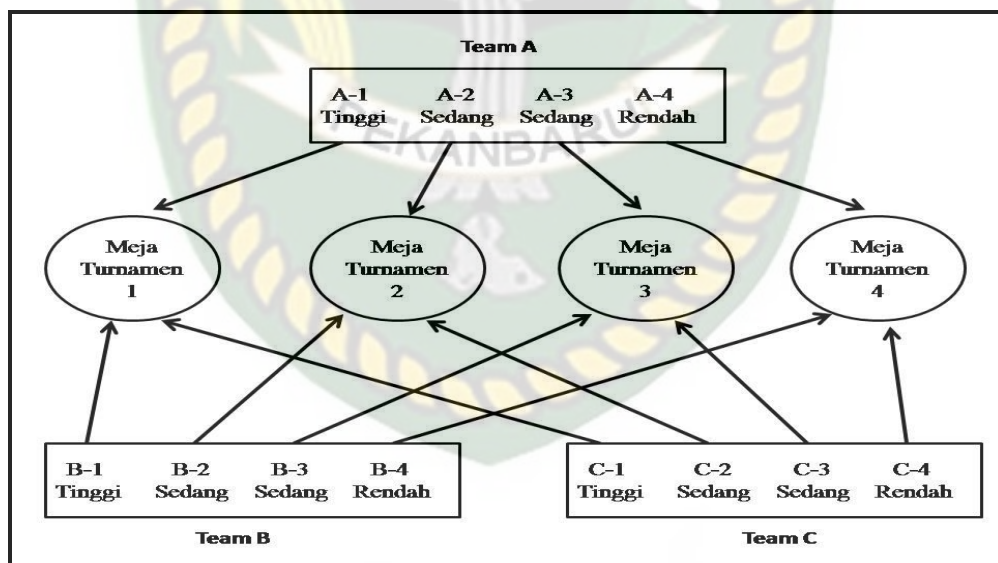 Team A
A-1 A-2 A-3 A-4
Tinggi Sedang Sedang Rendah
PEKANBARU
Meja Turnamen 1
Meja Turnamen 2
Meja Turnamen 3
Meja Turnamen 4
B-1 B-2 B-3 B-4
Tinggi Sedang Sedang Rendah
Team B
C-1 C-2 C-3 C-4
Tinggi Sedang Sedang Rendah
Team C